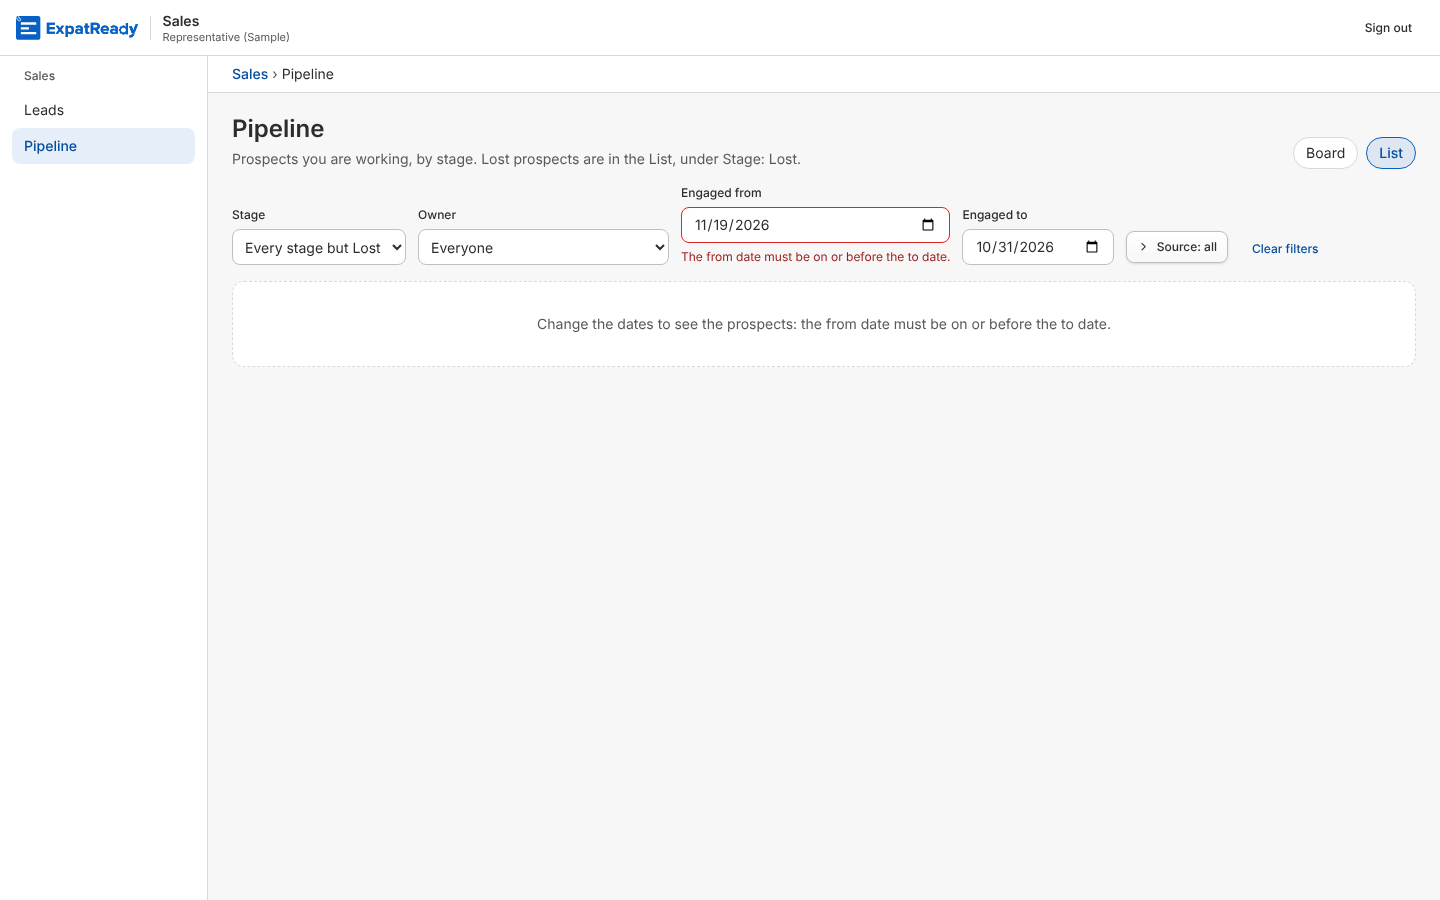 ExpatReady
Sales
Representative (Sample)
Sign out
Sales
Leads
Pipeline
Sales › Pipeline
Pipeline
Prospects you are working, by stage. Lost prospects are in the List, under Stage: Lost.
Board
List
Stage
Every stage but Lost
Owner
Everyone
Engaged from
11/19/2026
The from date must be on or before the to date.
Engaged to
10/31/2026
Source: all
Clear filters
Change the dates to see the prospects: the from date must be on or before the to date.